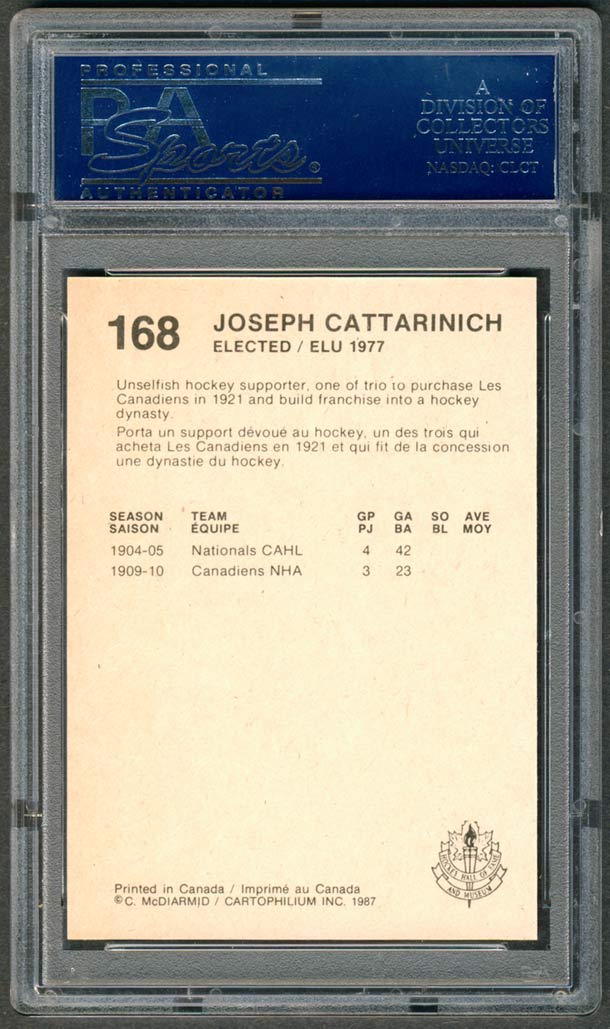 PROFESSIONAL
PSA
Sports®
AUTHENTICATOR
A
DIVISION OF
COLLECTORS
UNIVERSE
NASDAQ: CLCT
168 JOSEPH CATTARINICH
ELECTED / ELU 1977
Unselfish hockey supporter, one of trio to purchase Les
Canadiens in 1921 and build franchise into a hockey
dynasty.
Porta un support dévoué au hockey, un des trois qui
acheta Les Canadiens en 1921 et qui fit de la concession
une dynastie du hockey.
SEASON TEAM GP GA SO AVE
SAISON ÉQUIPE PJ BA BL MOY
1904-05 Nationals CAHL 4 42
1909-10 Canadiens NHA 3 23
HOCKEY HALL OF FAME
AND MUSEUM
Printed in Canada / Imprimé au Canada
©C. McDIARMID / CARTOPHILIUM INC. 1987